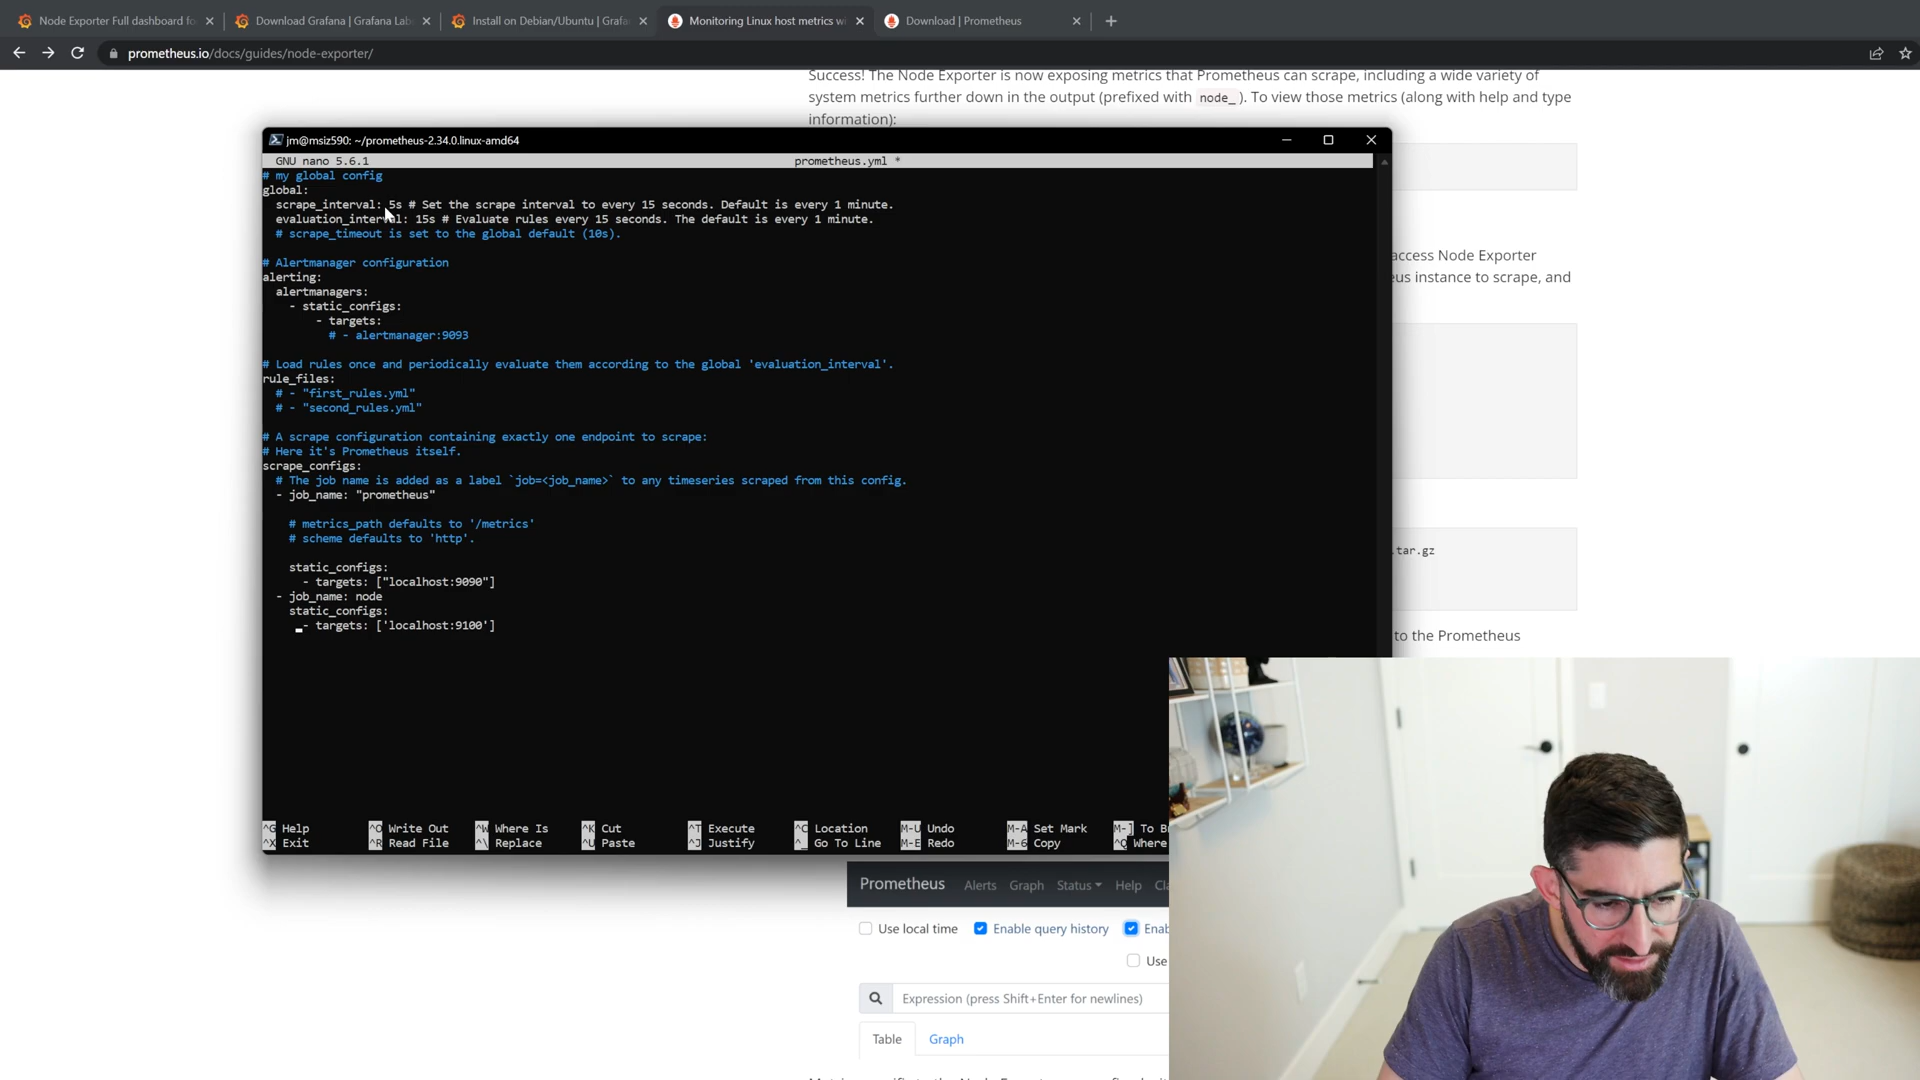 Node Exporter Full dashboard fo
Download Grafana | Grafana Lab
Install on Debian/Ubuntu | Grafa
Monitoring Linux host metrics wi
Download | Prometheus
prometheus.io/docs/guides/node-exporter/
Success! The Node Exporter is now exposing metrics that Prometheus can scrape, including a wide variety of
system metrics further down in the output (prefixed with node_ ). To view those metrics (along with help and type
information):
jm@msiz590: ~/prometheus-2.34.0.linux-amd64
GNU nano 5.6.1 prometheus.yml *
# my global config
global:
scrape_interval: 5s # Set the scrape interval to every 15 seconds. Default is every 1 minute.
evaluation_interval: 15s # Evaluate rules every 15 seconds. The default is every 1 minute.
# scrape_timeout is set to the global default (10s).
# Alertmanager configuration
alerting:
alertmanagers:
- static_configs:
- targets:
# - alertmanager:9093
# Load rules once and periodically evaluate them according to the global 'evaluation_interval'.
rule_files:
# - "first_rules.yml"
# - "second_rules.yml"
# A scrape configuration containing exactly one endpoint to scrape:
# Here it's Prometheus itself.
scrape_configs:
# The job name is added as a label `job=<job_name>` to any timeseries scraped from this config.
- job_name: "prometheus"
# metrics_path defaults to '/metrics'
# scheme defaults to 'http'.
static_configs:
- targets: ["localhost:9090"]
- job_name: node
static_configs:
- targets: ['localhost:9100']
access Node Exporter
eus instance to scrape, and
.tar.gz
to the Prometheus
^G Help ^O Write Out ^W Where Is ^K Cut ^T Execute ^C Location M-U Undo M-A Set Mark M-] To B
^X Exit ^R Read File ^\ Replace ^U Paste ^J Justify ^_ Go To Line M-E Redo M-6 Copy ^Q Where
Prometheus Alerts Graph Status Help Cl
Use local time Enable query history Enab
Use
Expression (press Shift+Enter for newlines)
Table Graph